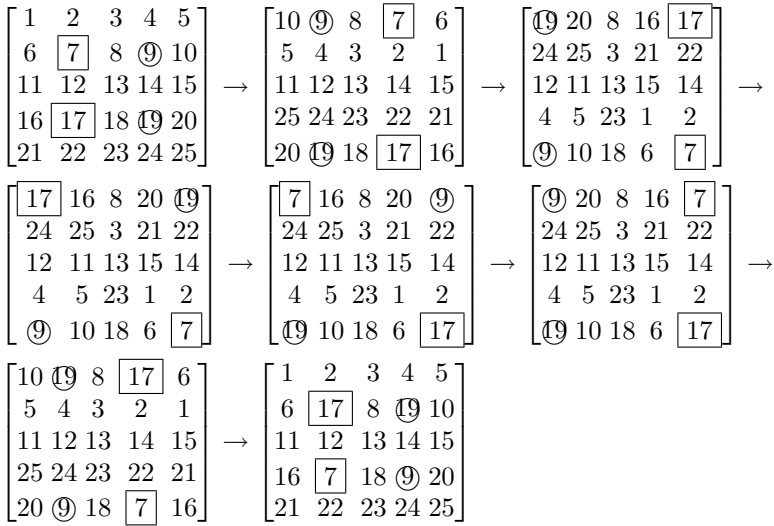 1 2 3 4 5 10 9 8 7 6 19 20 8 16 17
6 7 8 9 10 5 4 3 2 1 24 25 3 21 22
11 12 13 14 15 → 11 12 13 14 15 → 12 11 13 15 14 →
16 17 18 19 20 25 24 23 22 21 4 5 23 1 2
21 22 23 24 25 20 19 18 17 16 9 10 18 6 7
17 16 8 20 19 7 16 8 20 9 9 20 8 16 7
24 25 3 21 22 24 25 3 21 22 24 25 3 21 22
12 11 13 15 14 → 12 11 13 15 14 → 12 11 13 15 14 →
4 5 23 1 2 4 5 23 1 2 4 5 23 1 2
9 10 18 6 7 19 10 18 6 17 19 10 18 6 17
10 19 8 17 6 1 2 3 4 5
5 4 3 2 1 6 17 8 19 10
11 12 13 14 15 → 11 12 13 14 15
25 24 23 22 21 16 7 18 9 20
20 9 18 7 16 21 22 23 24 25